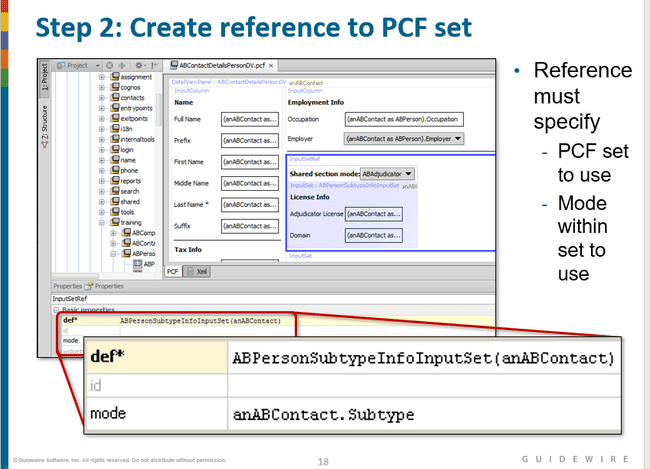 Step 2: Create reference to PCF set
Project
ABContactDetailsPersonDV.pcf ×
1: Project
2: Structure
assignment
cognos
contacts
entrypoints
exitpoints
i18n
internaltools
login
name
phone
reports
search
shared
tools
training
ABComp
ABConta
ABPerso
ABP
DetailViewPanel : ABContactDetailsPersonDV anABContact
InputColumn
Name
Full Name (anABContact as...
Prefix (anABContact as...
First Name (anABContact as...
Middle Name (anABContact as...
Last Name * (anABContact as...
Suffix (anABContact as...
Tax Info
InputColumn
Employment Info
Occupation (anABContact as ABPerson).Occupation
Employer (anABContact as ABPerson).Employer
InputSetRef
Shared section mode: ABAdjudicator
InputSet : ABPersonSubtypeInfoInputSet anAB
License Info
Adjudicator License (anABContact as...
Domain (anABContact as...
InputSet
PCF Xml
Properties Properties
InputSetRef
Basic properties
def* ABPersonSubtypeInfoInputSet(anABContact)
id
mode
def* ABPersonSubtypeInfoInputSet(anABContact)
id
mode anABContact.Subtype
• Reference
must
specify
- PCF set
to use
- Mode
within
set to
use
© Guidewire Software, Inc. All rights reserved. Do not distribute without permission.
18
GUIDEWIRE